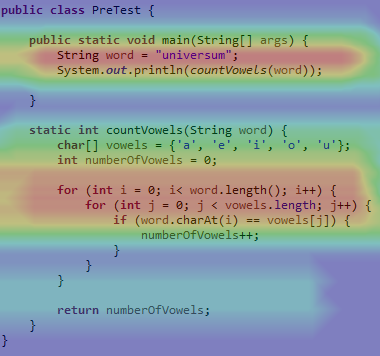 public class PreTest {
public static void main(String[] args) {
String word = "universum";
System.out.println(countVowels(word));
}
static int countVowels(String word) {
char[] vowels = {'a', 'e', 'i', 'o', 'u'};
int numberOfVowels = 0;
for (int i = 0; i< word.length(); i++) {
for (int j = 0; j < vowels.length; j++) {
if (word.charAt(i) == vowels[j]) {
numberOfVowels++;
}
}
}
return numberOfVowels;
}
}